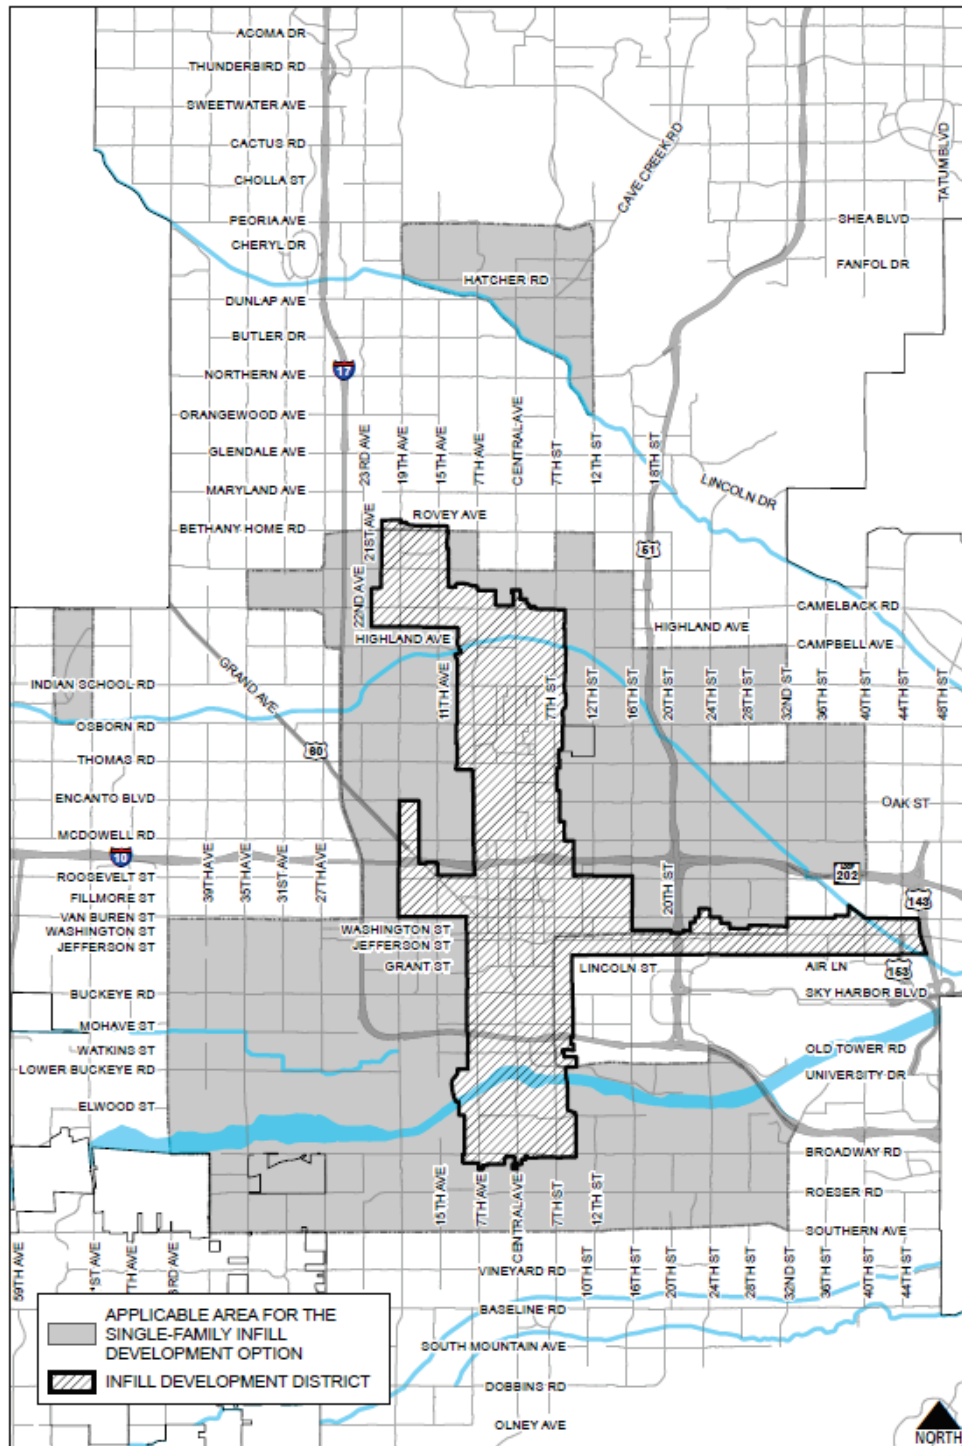 ACOMA DR
THUNDERBIRD RD
SWEETWATER AVE
CACTUS RD
CHOLLA ST
PEORIA AVE
CHERYL DR
HATCHER RD
DUNLAP AVE
BUTLER DR
NORTHERN AVE
ORANGEWOOD AVE
GLENDALE AVE
MARYLAND AVE
BETHANY HOME RD
CAVE CREEK RD
TATUM BLVD
SHEA BLVD
FANFOL DR
17
23RD AVE
19TH AVE
15TH AVE
7TH AVE
CENTRAL AVE
7TH ST
12TH ST
18TH ST
LINCOLN DR
ROVEY AVE
21ST AVE
22ND AVE
51
CAMELBACK RD
HIGHLAND AVE
HIGHLAND AVE
CAMPBELL AVE
GRAND AVE
INDIAN SCHOOL RD
OSBORN RD
THOMAS RD
ENCANTO BLVD
MCDOWELL RD
ROOSEVELT ST
FILLMORE ST
VAN BUREN ST
WASHINGTON ST
JEFFERSON ST
11TH AVE
7TH ST
12TH ST
16TH ST
20TH ST
24TH ST
28TH ST
32ND ST
36TH ST
40TH ST
44TH ST
48TH ST
60
OAK ST
10
39TH AVE
35TH AVE
31ST AVE
27TH AVE
20TH ST
LOOP
202
143
WASHINGTON ST
JEFFERSON ST
GRANT ST
LINCOLN ST
AIR LN
153
SKY HARBOR BLVD
BUCKEYE RD
MOHAVE ST
WATKINS ST
LOWER BUCKEYE RD
ELWOOD ST
OLD TOWER RD
UNIVERSITY DR
BROADWAY RD
ROESER RD
SOUTHERN AVE
15TH AVE
7TH AVE
CENTRAL AVE
7TH ST
12TH ST
59TH AVE
1ST AVE
7TH AVE
3RD AVE
10TH ST
16TH ST
20TH ST
24TH ST
28TH ST
32ND ST
36TH ST
40TH ST
44TH ST
VINEYARD RD
BASELINE RD
SOUTH MOUNTAIN AVE
DOBBINS RD
OLNEY AVE
APPLICABLE AREA FOR THE
SINGLE-FAMILY INFILL
DEVELOPMENT OPTION
INFILL DEVELOPMENT DISTRICT
NORTH